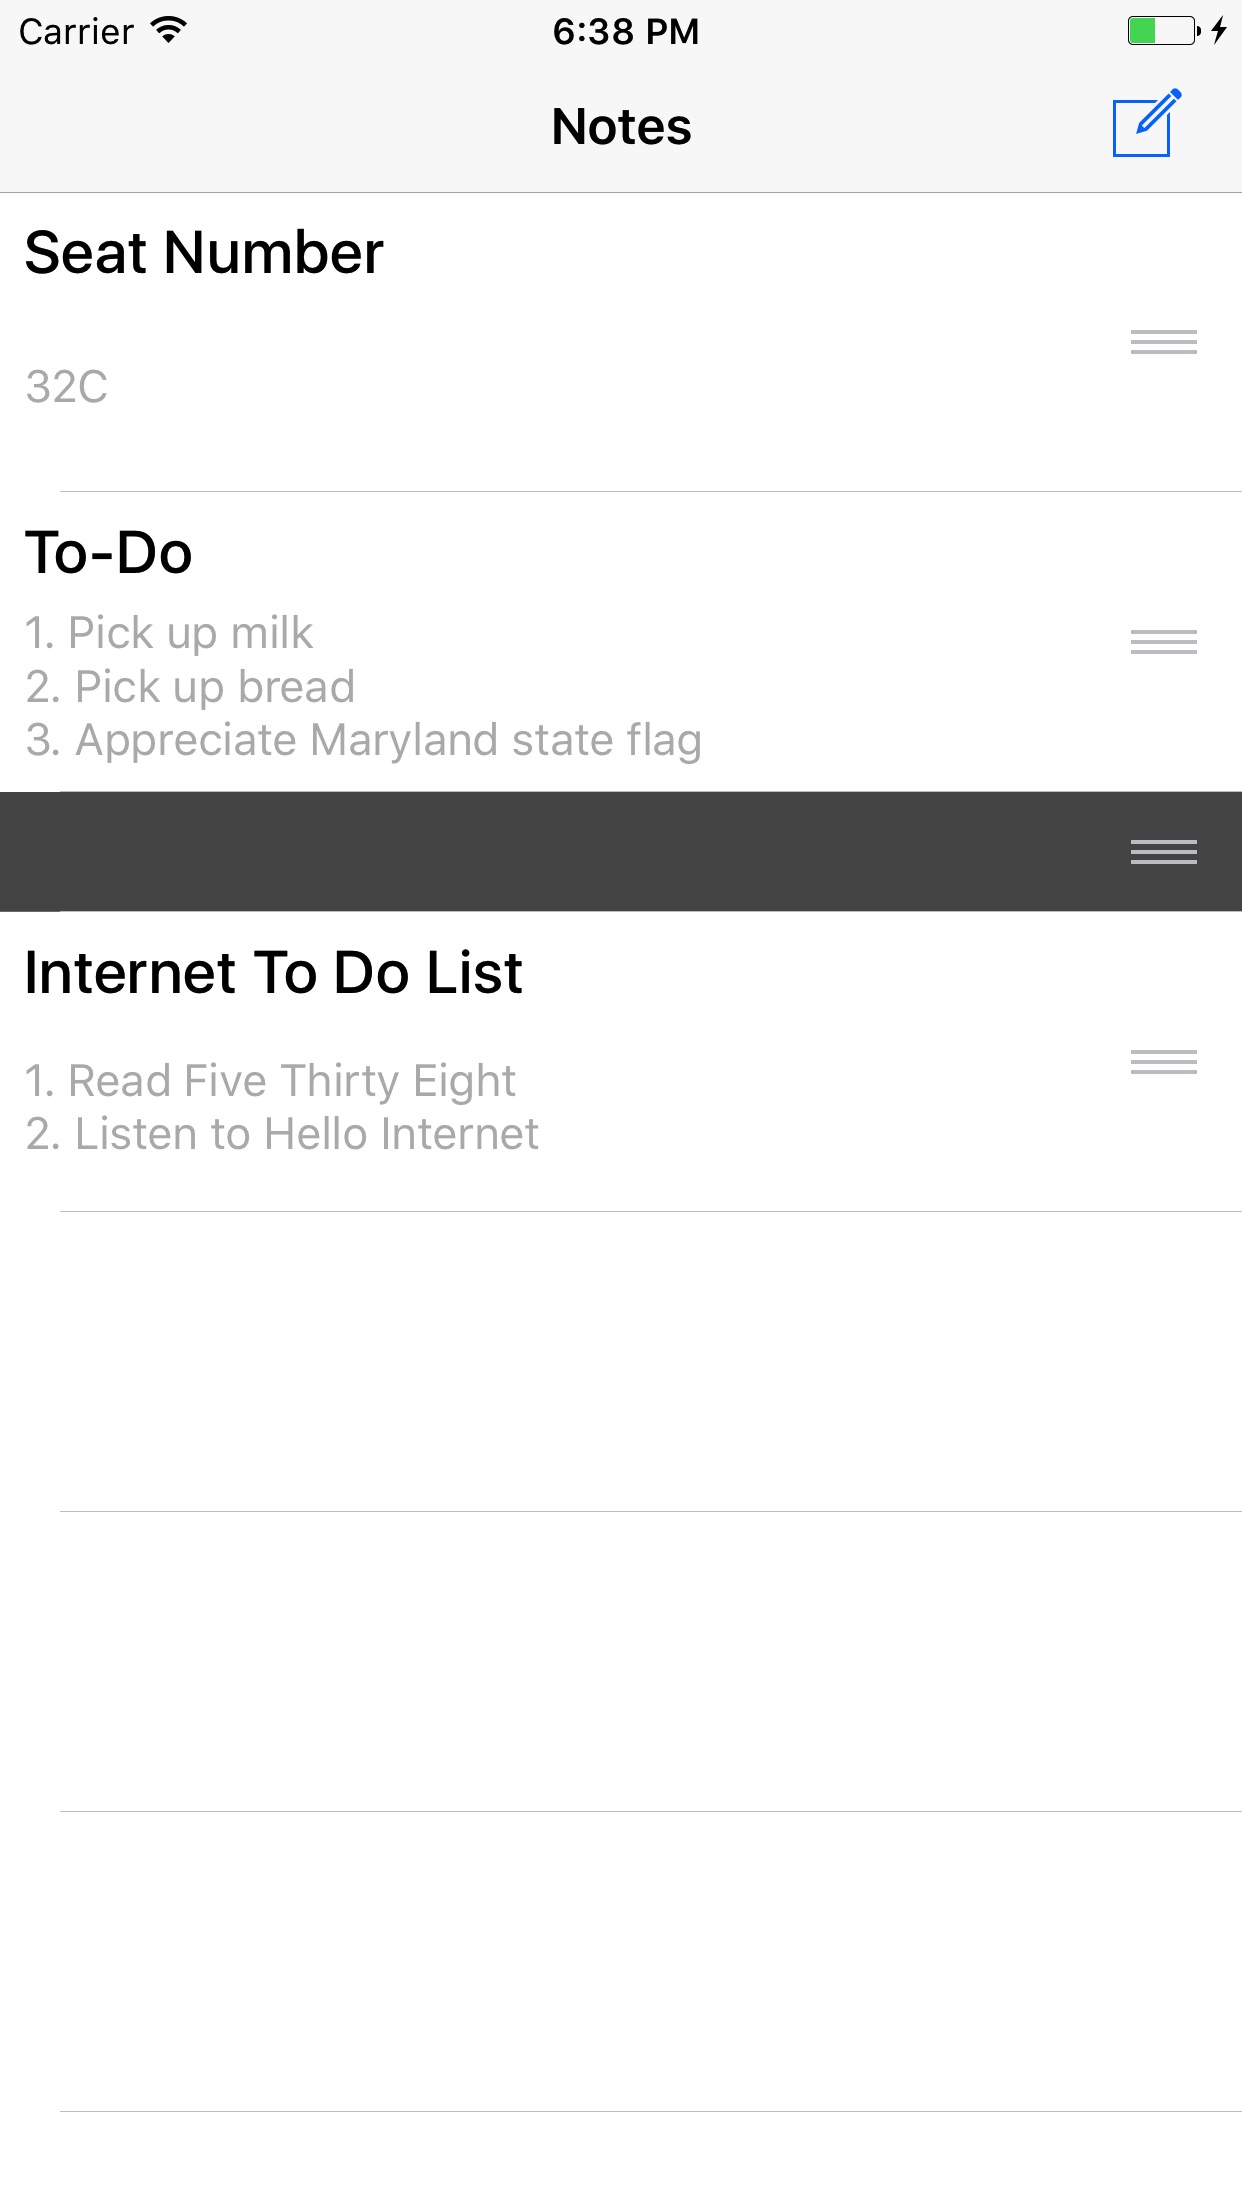 Carrier 6:38 PM
Notes
Seat Number
32C
To-Do
1. Pick up milk
2. Pick up bread
3. Appreciate Maryland state flag
Internet To Do List
1. Read Five Thirty Eight
2. Listen to Hello Internet